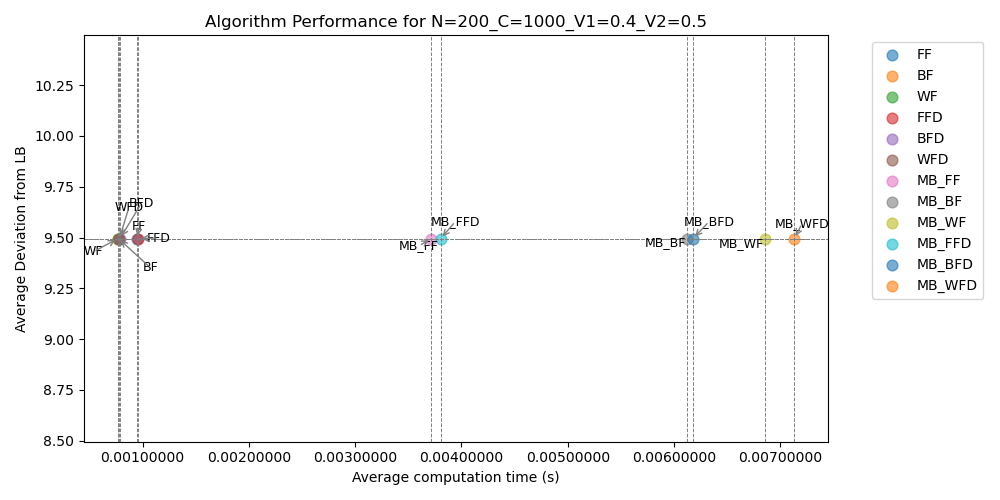 Algorithm Performance for N=200_C=1000_V1=0.4_V2=0.5
Average Deviation from LB
10.25
10.00
9.75
9.50
9.25
9.00
8.75
8.50
WFD
BFD
FF
FFD
WF
BF
MB_FFD
MB_FF
MB_BFD
MB_BF
MB_WFD
MB_WF
0.00100000 0.00200000 0.00300000 0.00400000 0.00500000 0.00600000 0.00700000
Average computation time (s)
FF
BF
WF
FFD
BFD
WFD
MB_FF
MB_BF
MB_WF
MB_FFD
MB_BFD
MB_WFD